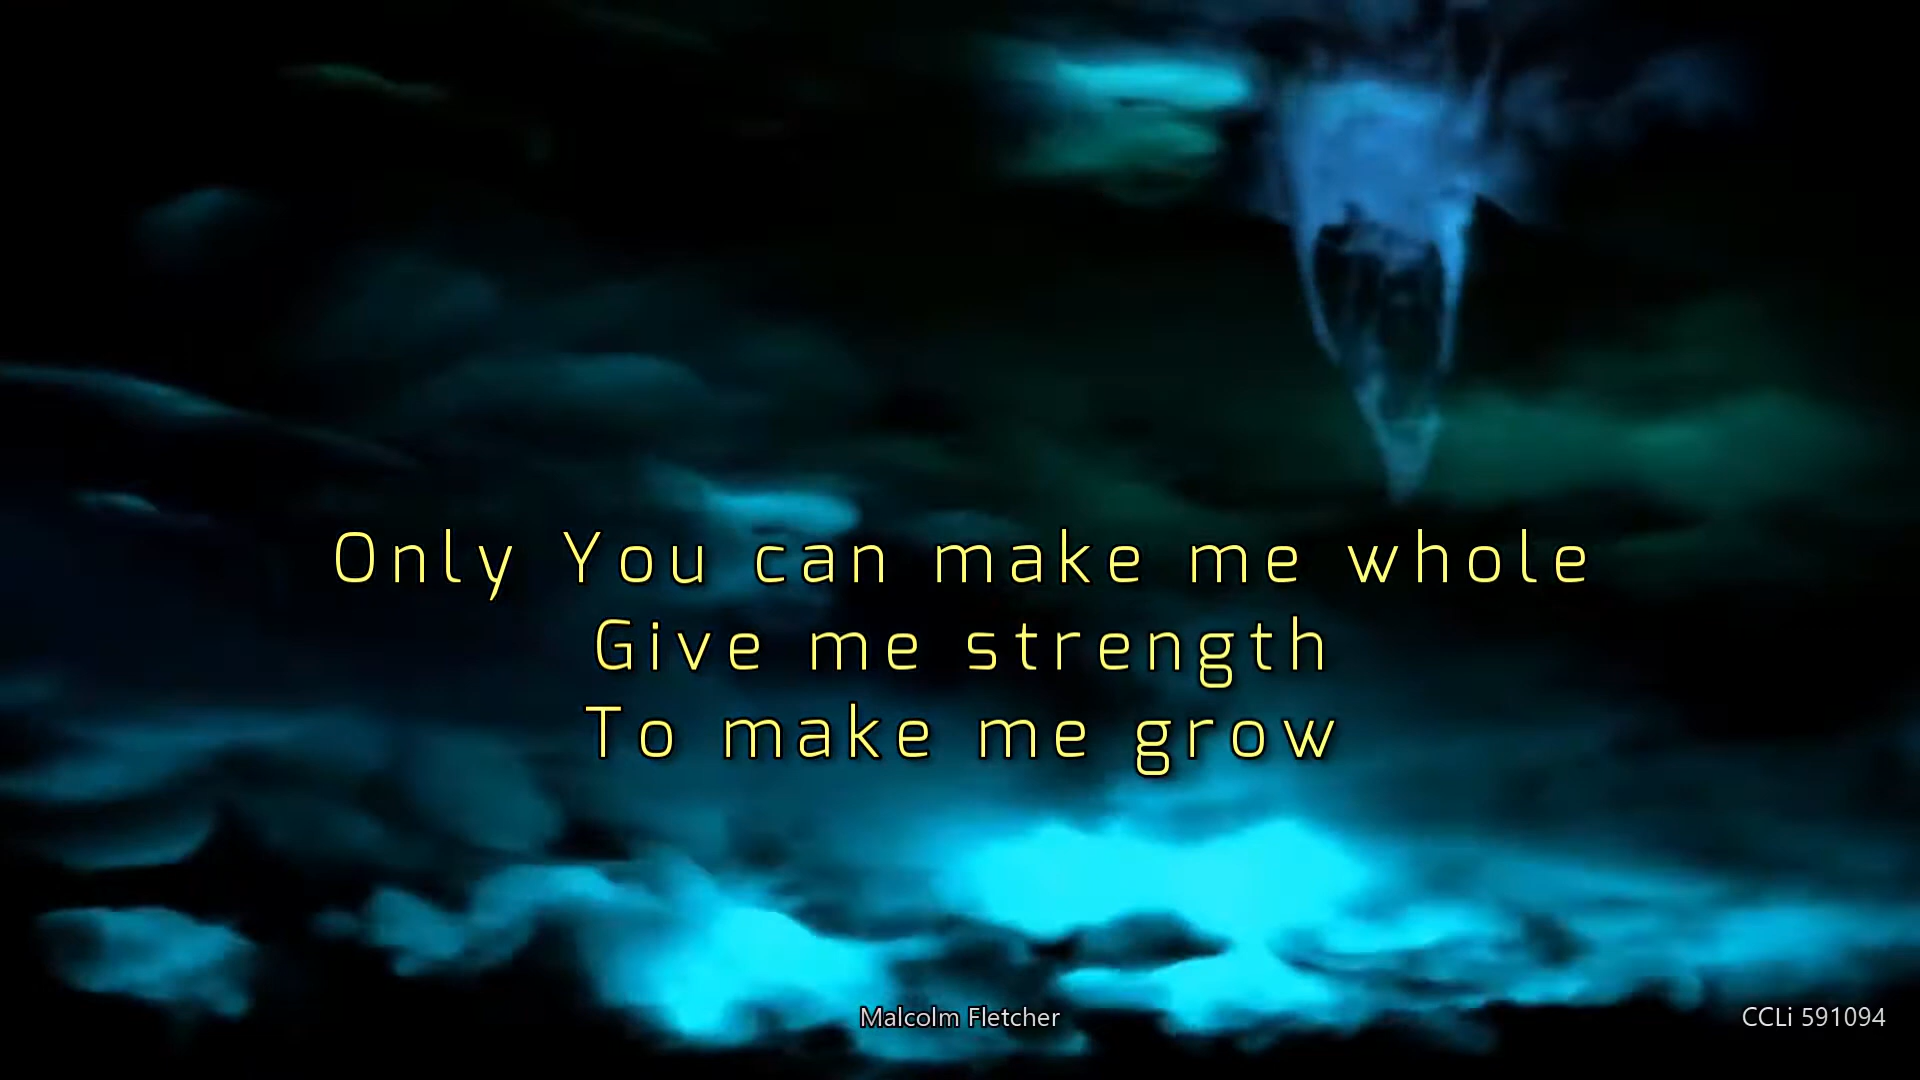 Only You can make me whole
Give me strength
To make me grow
Malcolm Fletcher
CCLi 591094